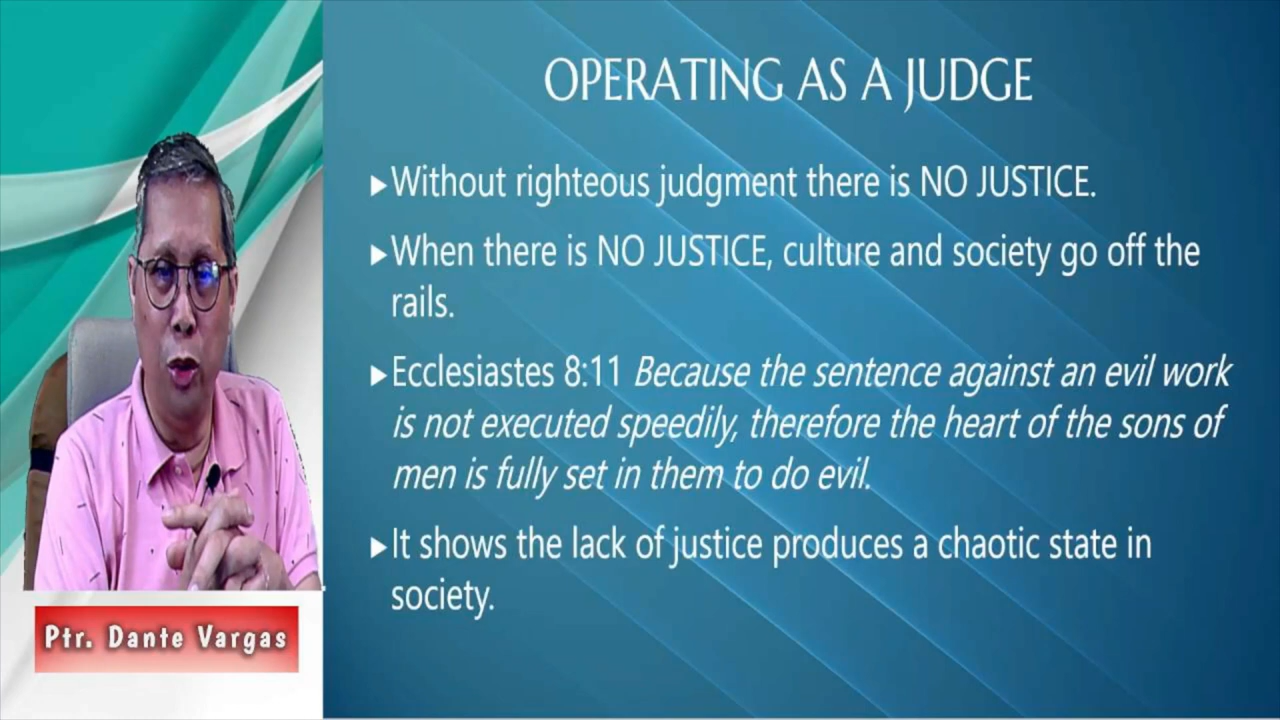 OPERATING AS A JUDGE
Without righteous judgment there is NO JUSTICE.
When there is NO JUSTICE, culture and society go off the
rails.
Ecclesiastes 8:11 Because the sentence against an evil work
is not executed speedily, therefore the heart of the sons of
men is fully set in them to do evil.
It shows the lack of justice produces a chaotic state in
society.
Ptr. Dante Vargas